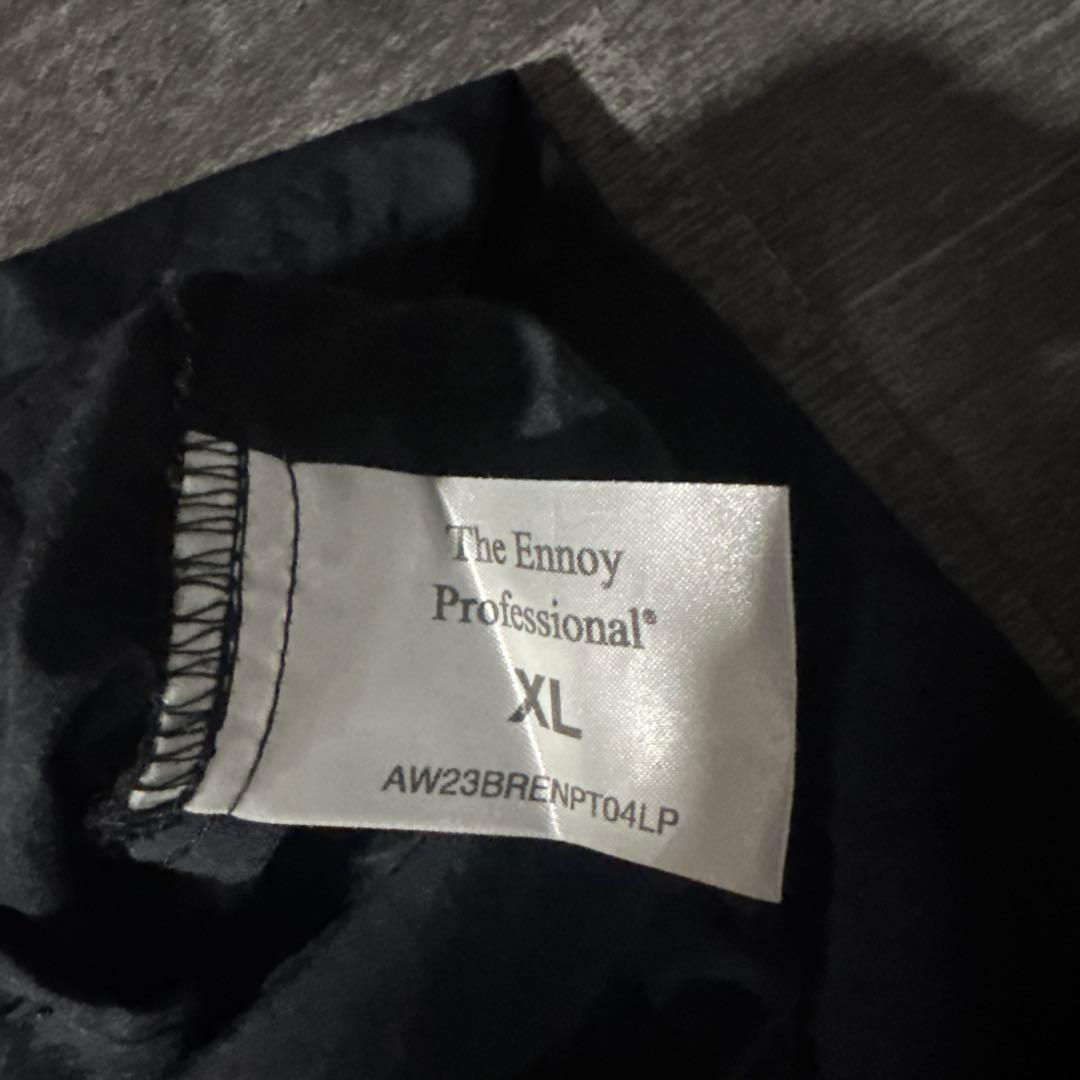 The Ennoy
Professional®
XL
AW23BRENPT04LP